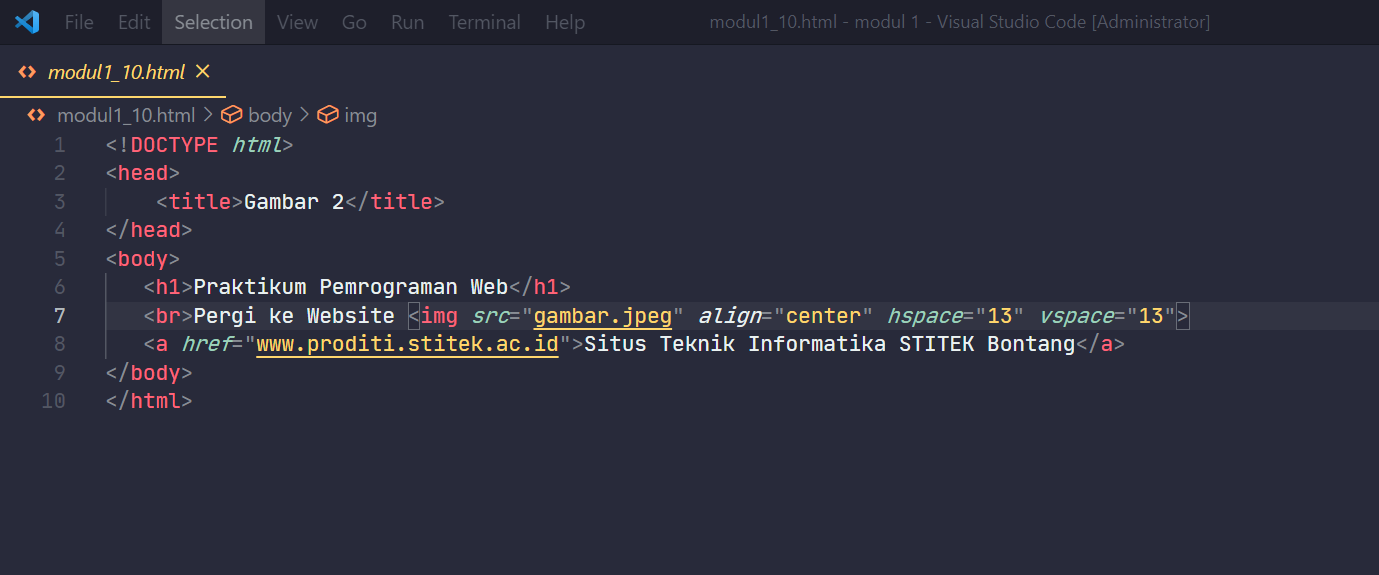 File Edit Selection View Go Run Terminal Help modul1_10.html - modul 1 - Visual Studio Code [Administrator]
modul1_10.html
modul1_10.html > body > img
1 <!DOCTYPE html>
2 <head>
3 <title>Gambar 2</title>
4 </head>
5 <body>
6 <h1>Praktikum Pemrograman Web</h1>
7 <br>Pergi ke Website <img src="gambar.jpeg" align="center" hspace="13" vspace="13">
8 <a href="www.proditi.stitek.ac.id">Situs Teknik Informatika STITEK Bontang</a>
9 </body>
10 </html>